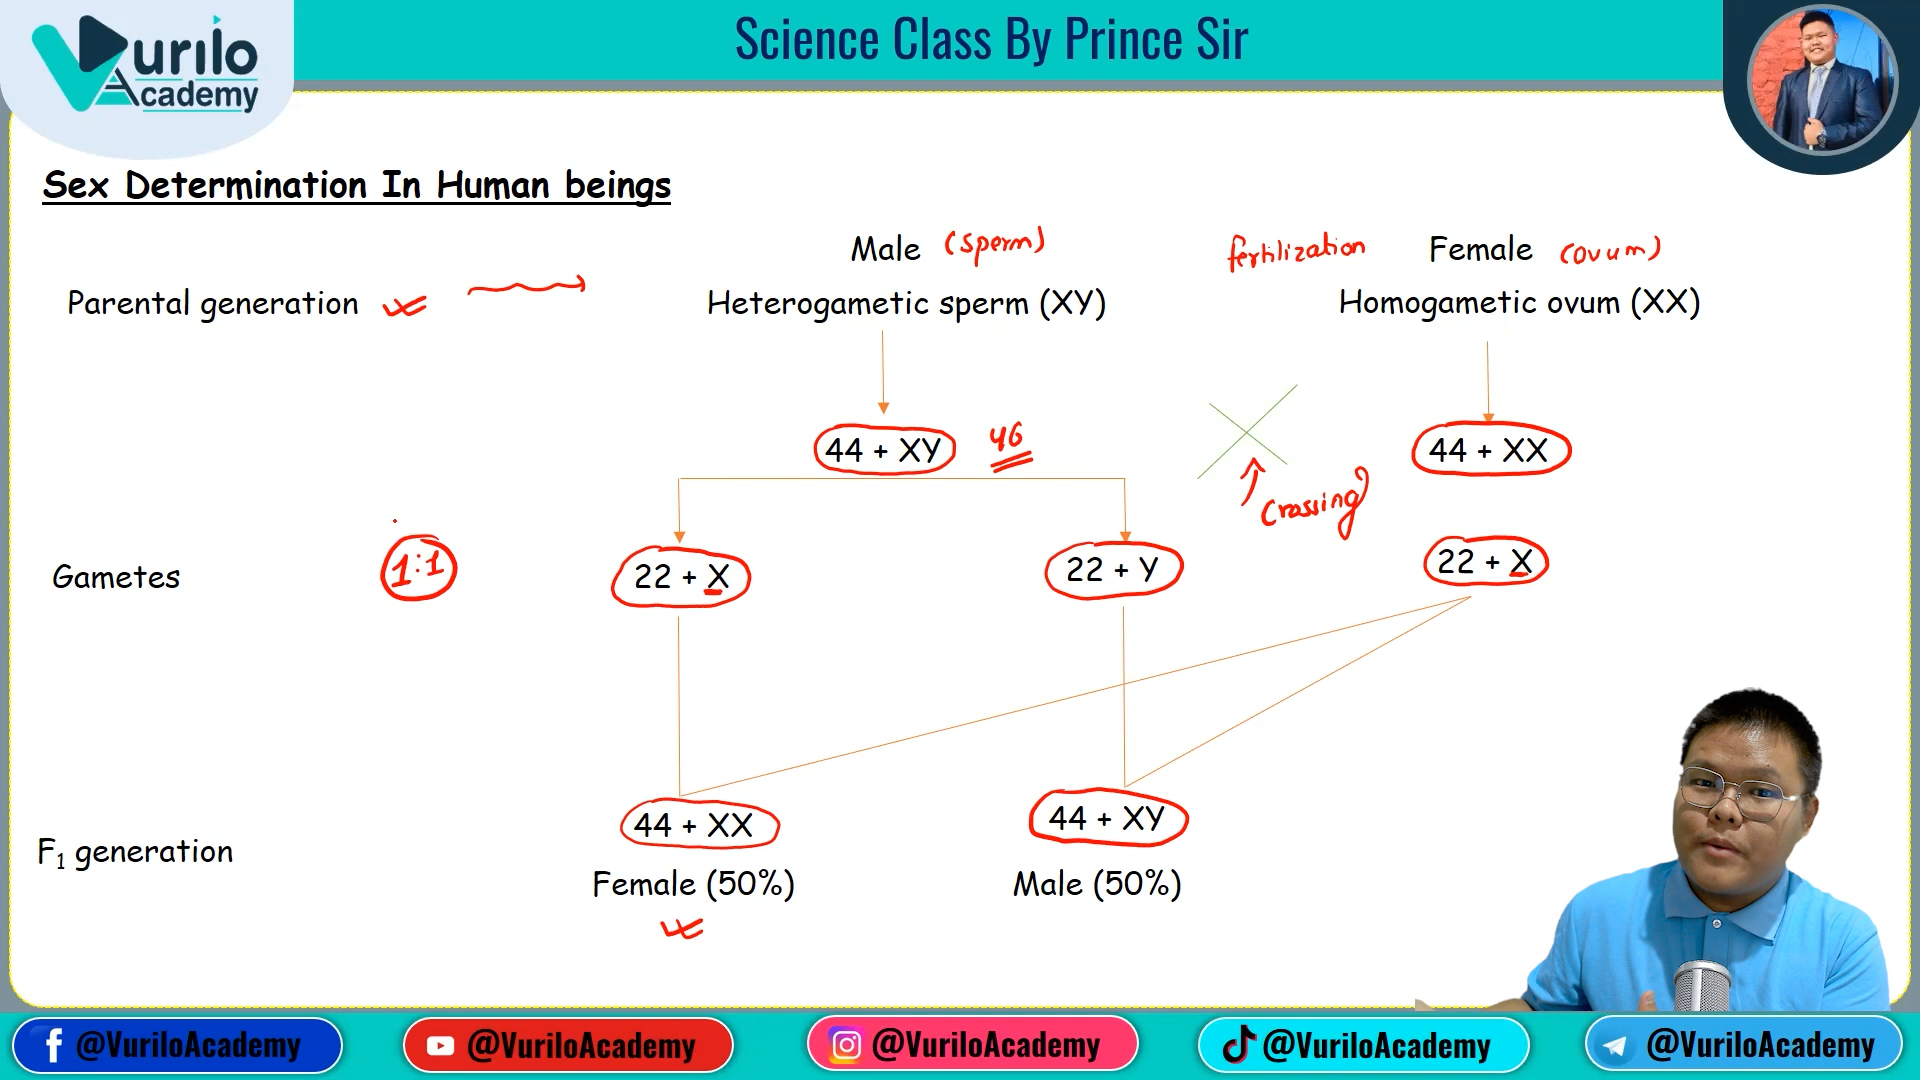 Vurilo
Academy
Science Class By Prince Sir
Sex Determination In Human beings
Male (sperm)
fertilization
Female (ovum)
Parental generation
Heterogametic sperm (XY)
Homogametic ovum (XX)
44 + XY
46
44 + XX
Crossing
Gametes
1:1
22 + X
22 + Y
22 + X
44 + XX
44 + XY
F₁ generation
Female (50%)
Male (50%)
@VuriloAcademy
@VuriloAcademy
@VuriloAcademy
@VuriloAcademy
@VuriloAcademy